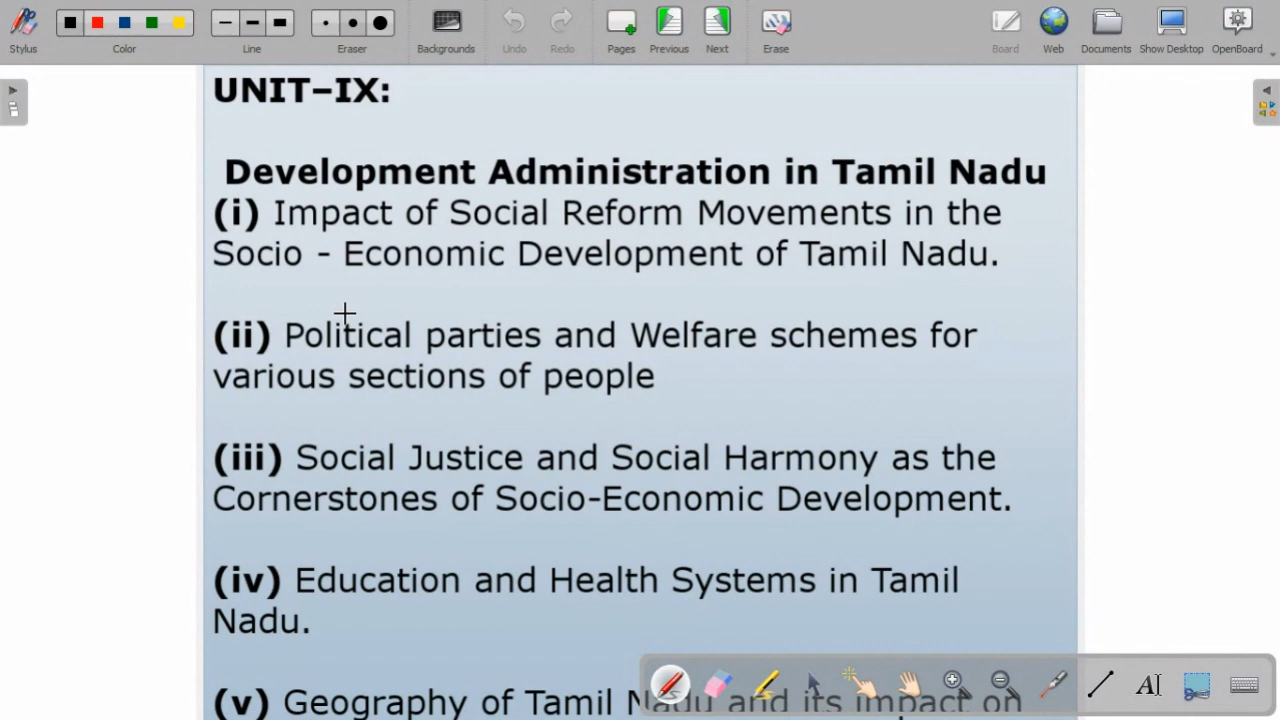 Stylus
Color
Line
Eraser
Backgrounds
Undo
Redo
Pages
Previous
Next
Erase
Board
Web
Documents
Show Desktop
OpenBoard
UNIT–IX:
Development Administration in Tamil Nadu
(i) Impact of Social Reform Movements in the
Socio - Economic Development of Tamil Nadu.
(ii) Political parties and Welfare schemes for
various sections of people
(iii) Social Justice and Social Harmony as the
Cornerstones of Socio-Economic Development.
(iv) Education and Health Systems in Tamil
Nadu.
(v) Geography of Tamil Nadu and its impact on